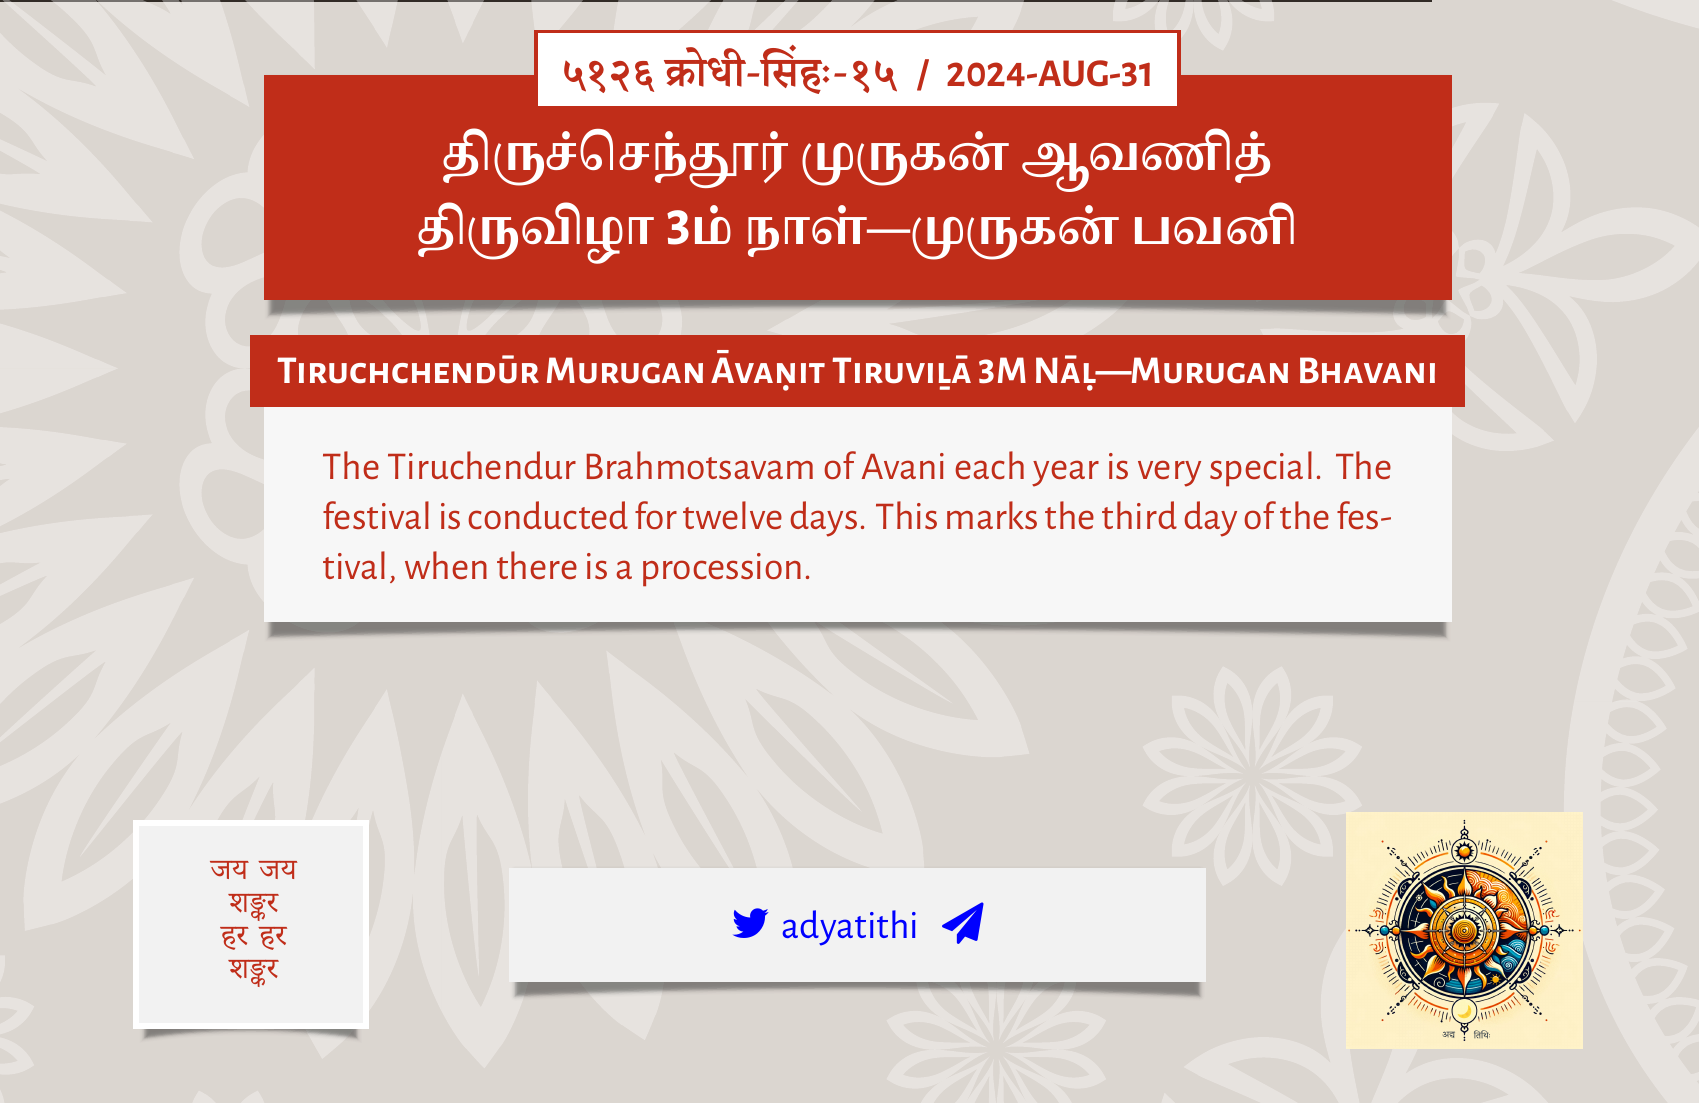 ५१२६ क्रोधी-सिंहः-१५ / 2024-AUG-31
திருச்செந்தூர் முருகன் ஆவணித்
திருவிழா 3ம் நாள்—முருகன் பவனி
Tiruchchendūr Murugan Āvaṇit Tiruviḻā 3m Nāḷ—Murugan Bhavani
The Tiruchendur Brahmotsavam of Avani each year is very special. The
festival is conducted for twelve days. This marks the third day of the fes-
tival, when there is a procession.
जय जय
शङ्कर
हर हर
शङ्कर
adyatithi
अद्य तिथिः